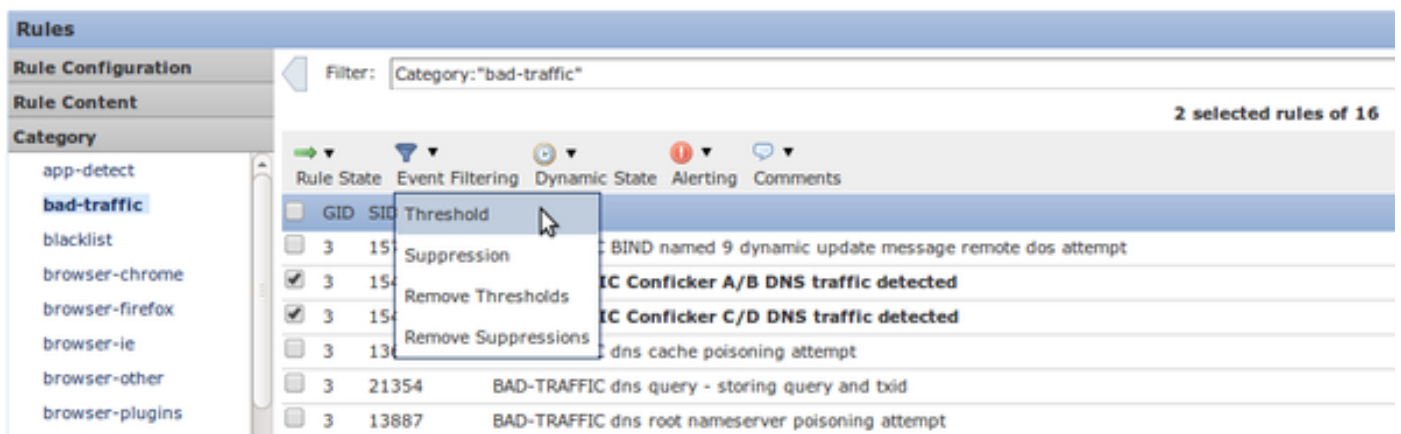 Rules
Rule Configuration
Rule Content
Category
app-detect
bad-traffic
blacklist
browser-chrome
browser-firefox
browser-ie
browser-other
browser-plugins
Filter: Category:"bad-traffic"
2 selected rules of 16
Rule State Event Filtering Dynamic State Alerting Comments
GID SID
Threshold
Suppression
Remove Thresholds
Remove Suppressions
3 BIND named 9 dynamic update message remote dos attempt
3 Conficker A/B DNS traffic detected
3 Conficker C/D DNS traffic detected
3 dns cache poisoning attempt
3 21354 BAD-TRAFFIC dns query - storing query and txid
3 13887 BAD-TRAFFIC dns root nameserver poisoning attempt